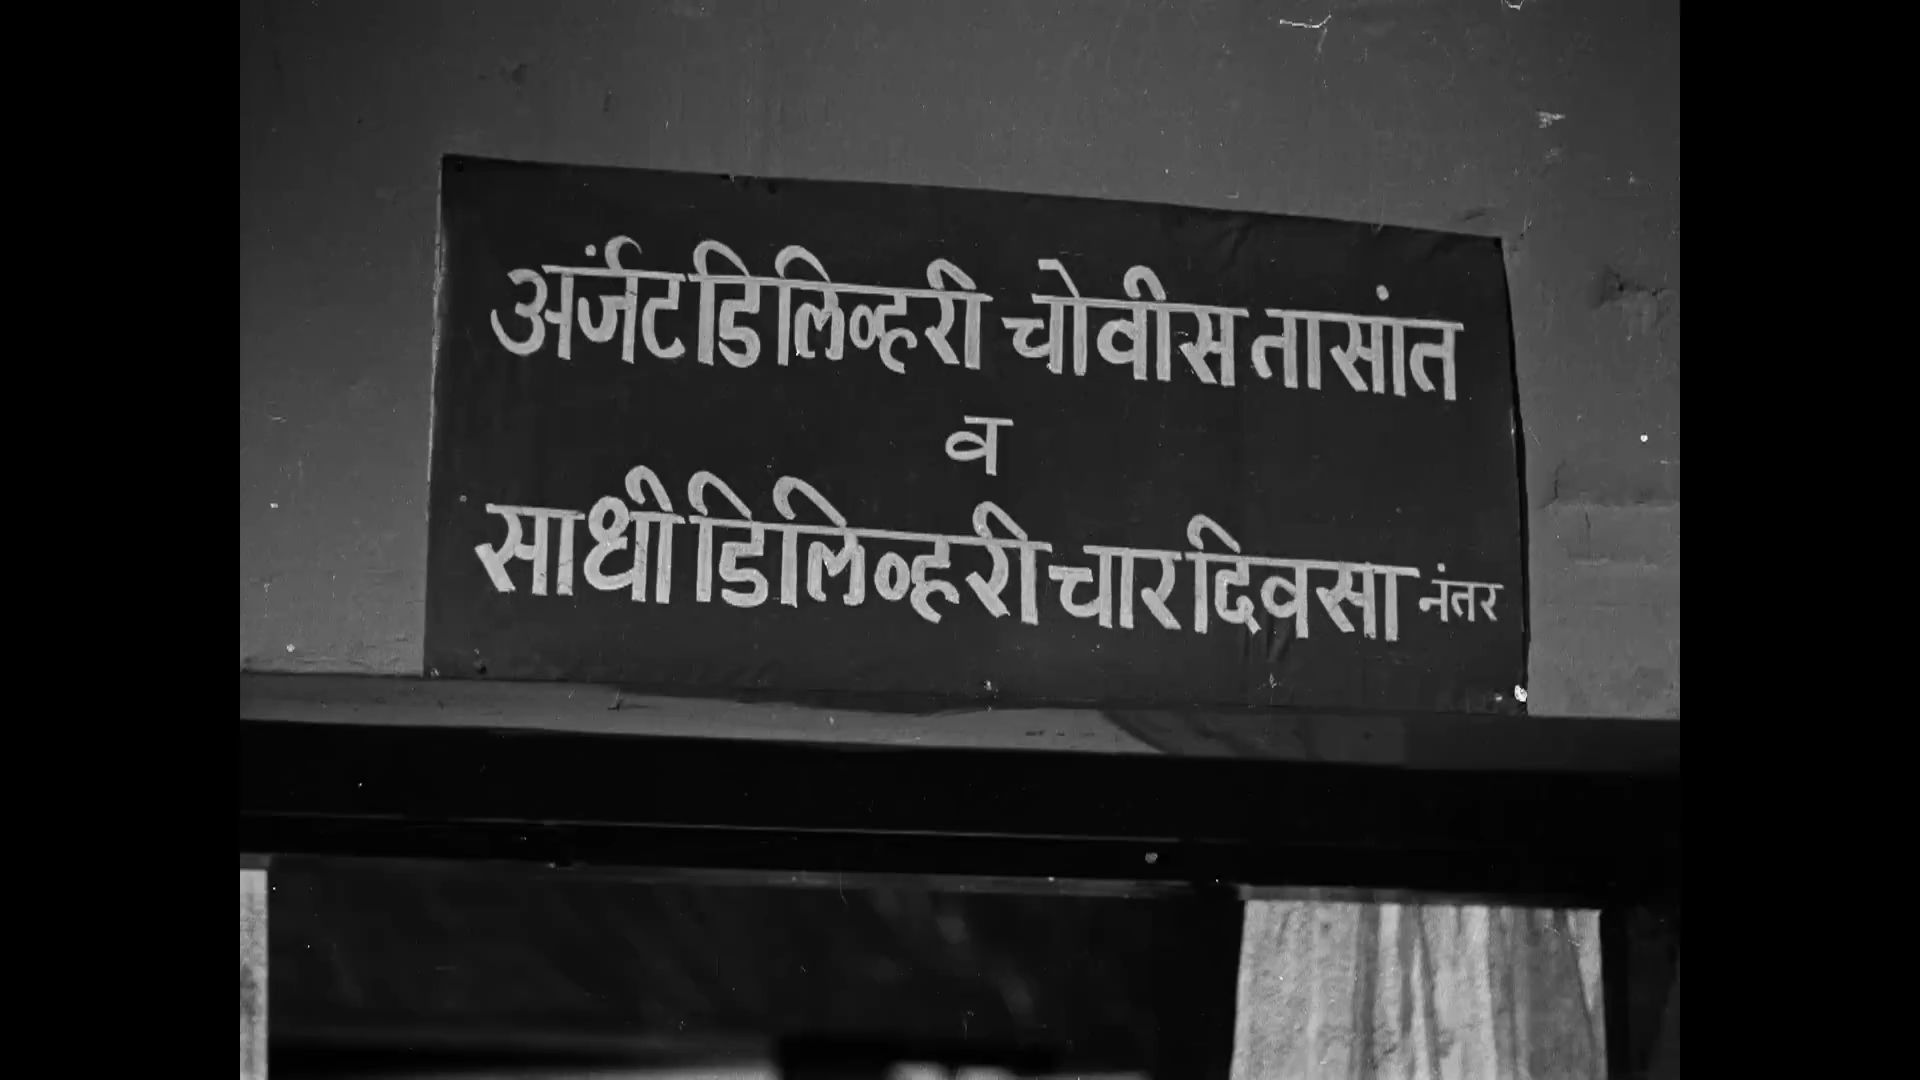 अर्जंट डिलिव्हरी चोवीस तासांत
व
साधी डिलिव्हरी चार दिवसा नंतर